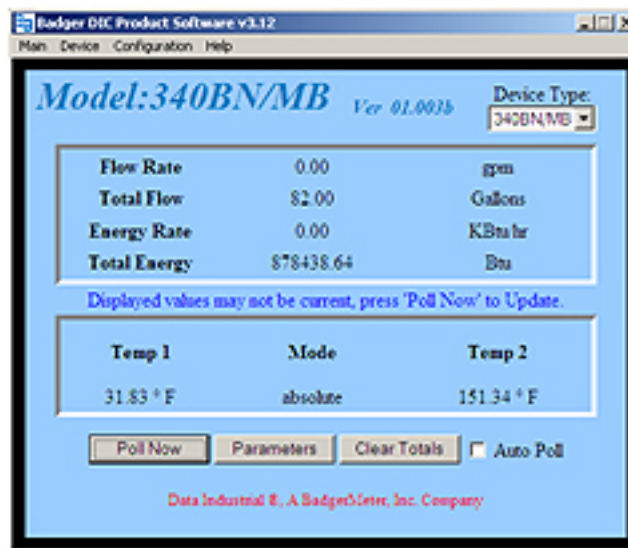 Badger DIC Product Software v3.12
Main Device Configuration Help
Model:340BN/MB Ver 01.003b Device Type:
340BN/MB
Flow Rate 0.00 gpm
Total Flow 82.00 Gallons
Energy Rate 0.00 KBtu/hr
Total Energy 878438.64 Btu
Displayed values may not be current, press 'Poll Now' to Update.
Temp 1 Mode Temp 2
31.83 ° F absolute 151.34 ° F
Poll Now Parameters Clear Totals Auto Poll
Data Industrial ®, A BadgerMeter, Inc. Company